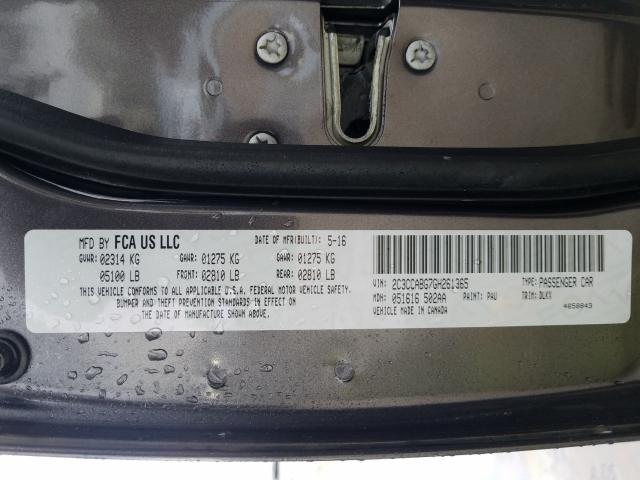 MFD BY FCA US LLC DATE OF MFR(BUILT): 5-16
GVWR: 02314 KG GAWR: 01275 KG GAWR: 01275 KG
05100 LB FRONT: 02810 LB REAR: 02810 LB
THIS VEHICLE CONFORMS TO ALL APPLICABLE U.S.A. FEDERAL MOTOR VEHICLE SAFETY,
BUMPER AND THEFT PREVENTION STANDARDS IN EFFECT ON
THE DATE OF MANUFACTURE SHOWN ABOVE.
VIN: 2C3CCABG7GH261365 TYPE: PASSENGER CAR
MDH: 051616 502AA PAINT: PAU TRIM: DLX9
VEHICLE MADE IN CANADA 4658843